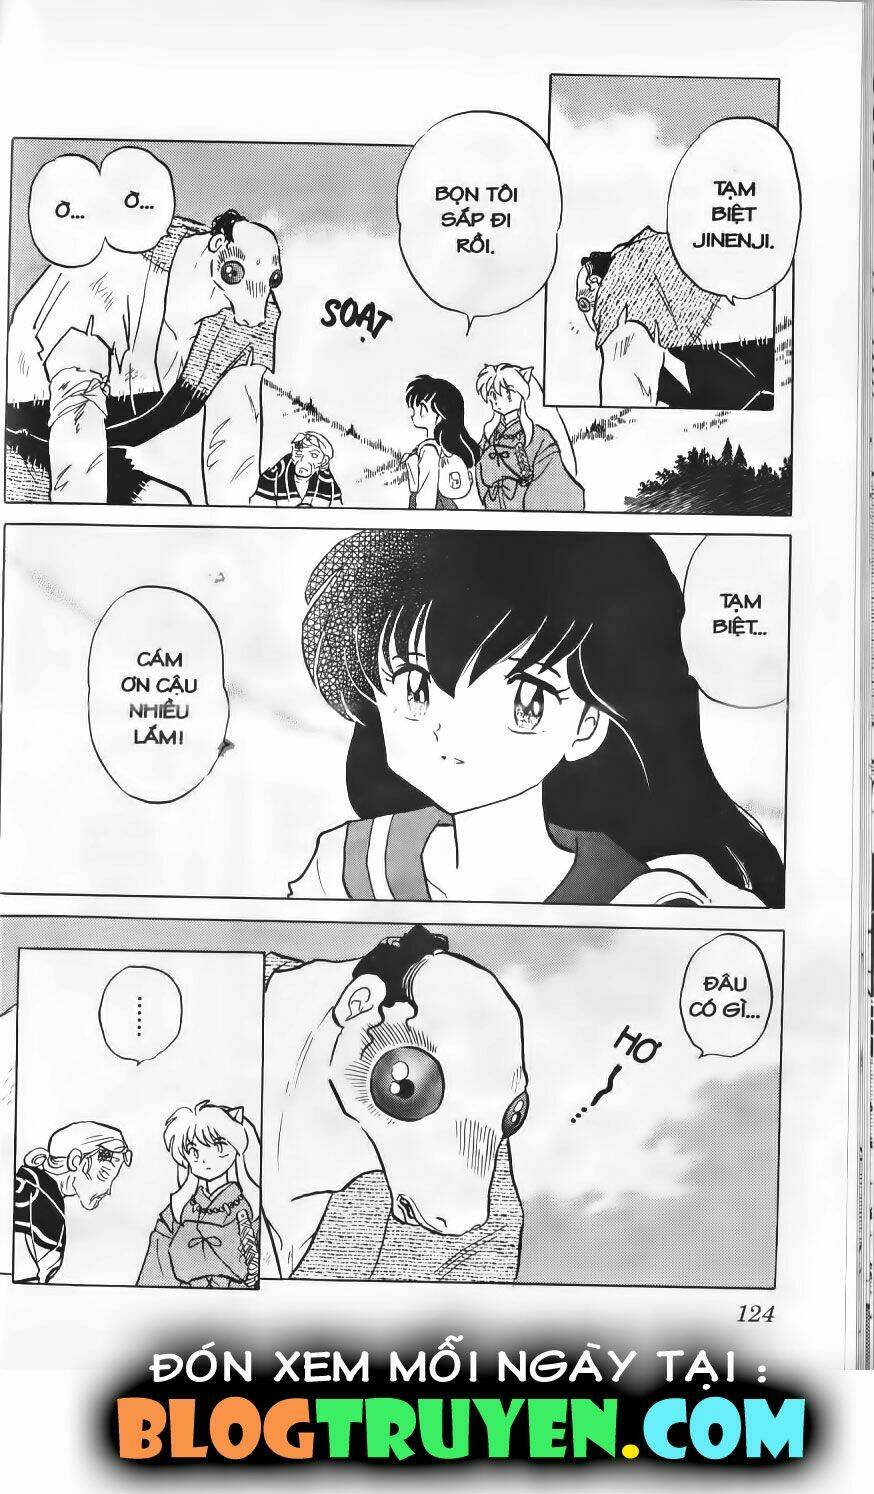 TẠM
BIỆT
JINENJI.
BỌN TÔI
SẮP ĐI
RỒI.
SOẠT
Ờ...
Ờ...
TẠM
BIỆT...
CÁM
ƠN CẬU
NHIỀU
LẮM!
ĐÂU
CÓ GÌ...
HƠ
......
124
ĐÓN XEM MỖI NGÀY TẠI :
BLOGTRUYEN.COM